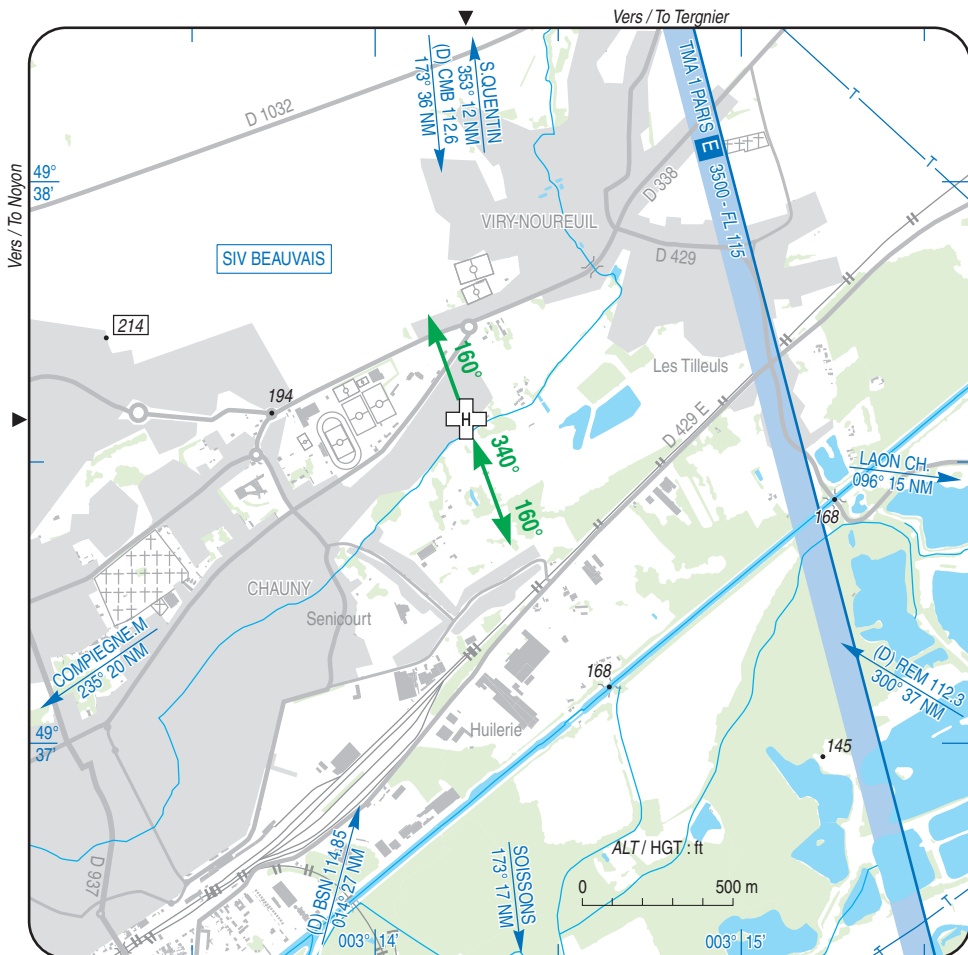 Vers / To Tergnier
Vers / To Noyon
D 1032
(D) CMB 112.6
173° 36 NM
S.QUENTIN
353° 12 NM
TMA 1 PARIS E 3500 - FL 115
T
T
49°
38'
VIRY-NOUREUIL
D 338
D 429
SIV BEAUVAIS
214
160°
Les Tilleuls
194
H
D 429 E
340°
LAON CH.
096° 15 NM
160°
168
CHAUNY
Senicourt
COMPIEGNE.M
235° 20 NM
(D) REM 112.3
300° 37 NM
168
49°
37'
Huilerie
145
D 937
(D) BSN 114.85
014° 27 NM
SOISSONS
173° 17 NM
ALT / HGT : ft
0 500 m
003° 14'
003° 15'
T
T